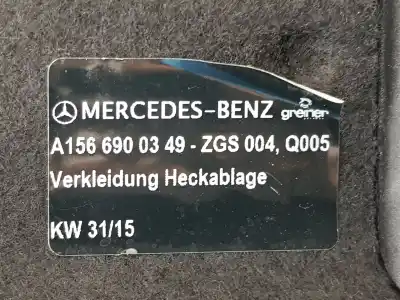 MERCEDES-BENZ greiner
A156 690 03 49 - ZGS 004, Q005
Verkleidung Heckablage
KW 31/15